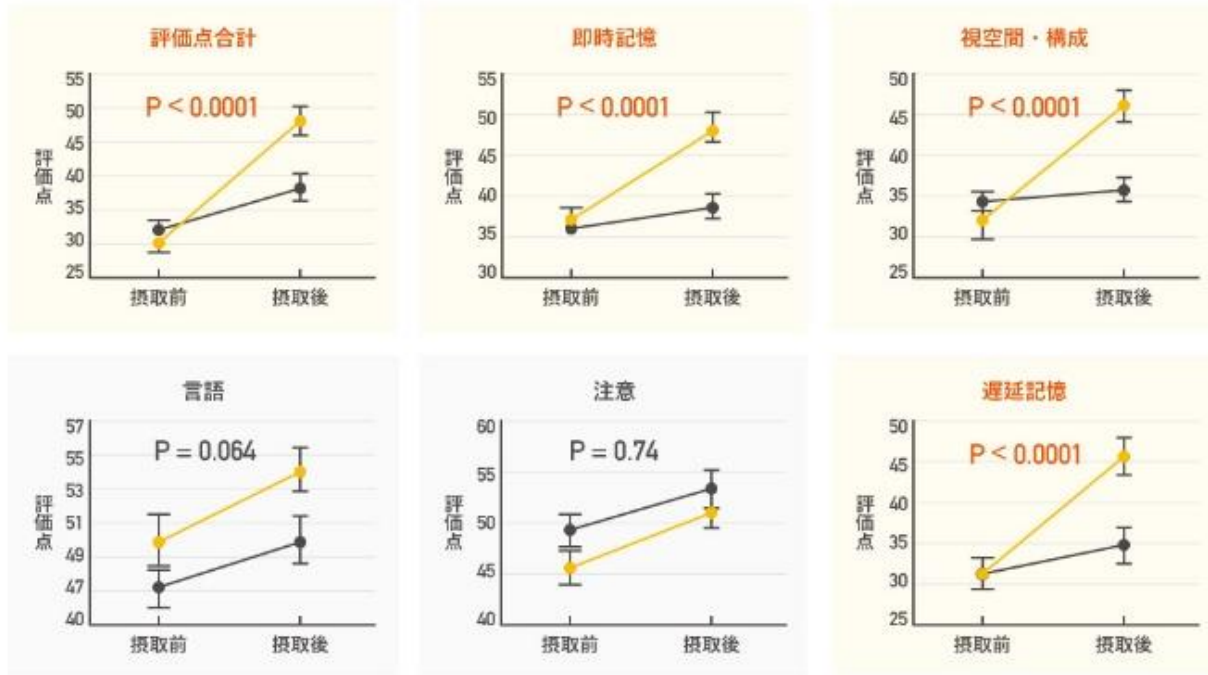 評価点合計
P < 0.0001
55
50
45
40
35
30
25
評価点
摂取前 摂取後
即時記憶
P < 0.0001
55
50
45
40
35
30
評価点
摂取前 摂取後
視空間・構成
P < 0.0001
50
45
40
35
30
25
評価点
摂取前 摂取後
言語
P = 0.064
57
55
53
51
49
47
40
評価点
摂取前 摂取後
注意
P = 0.74
60
55
50
45
40
評価点
摂取前 摂取後
遅延記憶
P < 0.0001
50
45
40
35
30
25
評価点
摂取前 摂取後